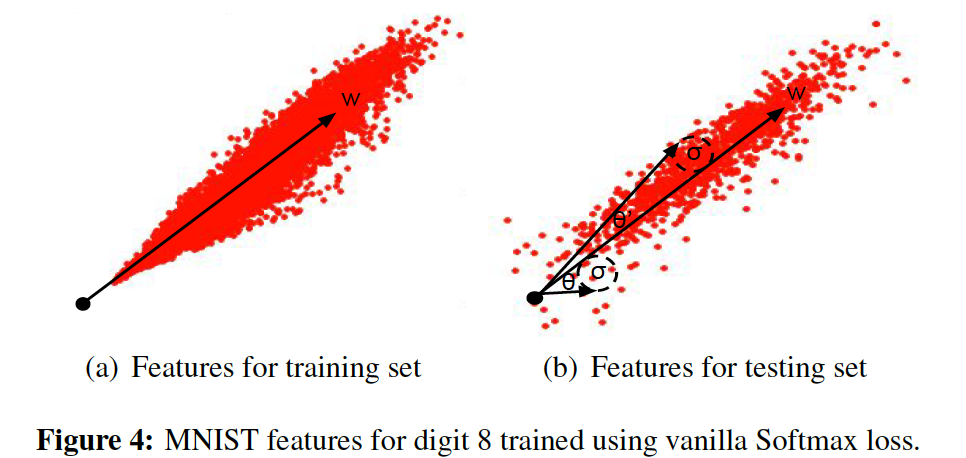 W
W
σ
θ'
σ
θ
(a) Features for training set
(b) Features for testing set
Figure 4: MNIST features for digit 8 trained using vanilla Softmax loss.